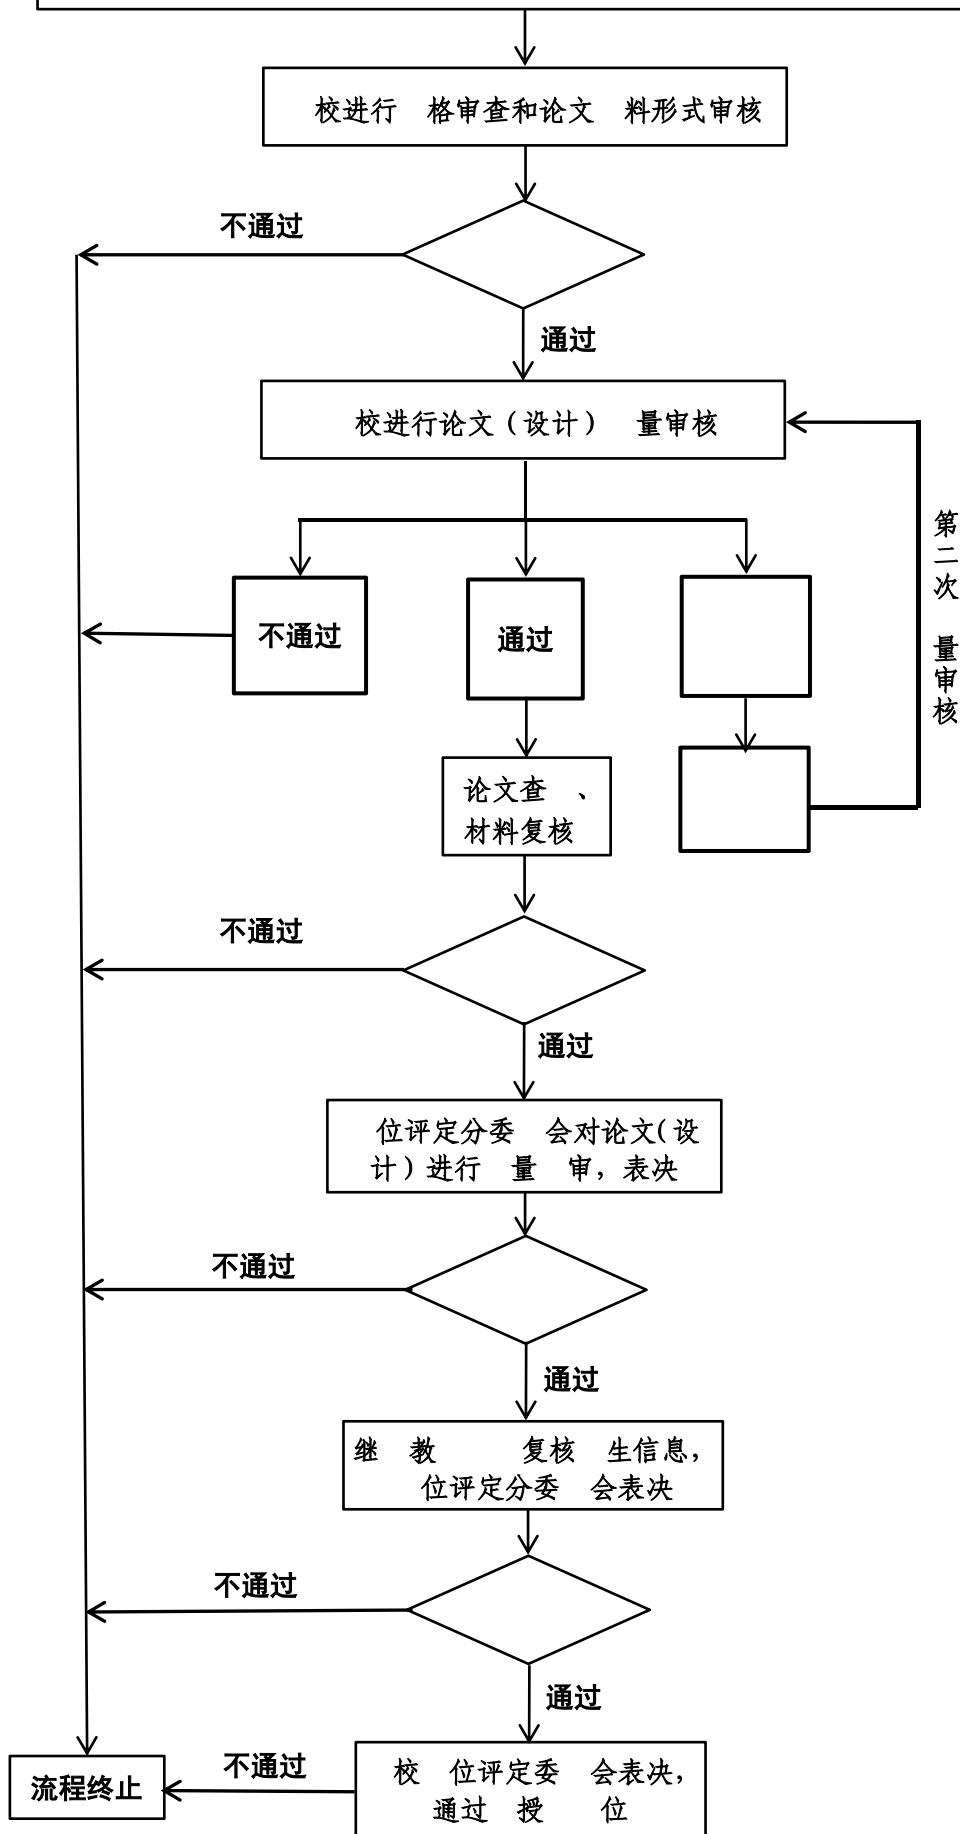 校进行 格审查和论文 料形式审核
不通过
通过
校进行论文（设计） 量审核
第二次 量审核
不通过
通过
论文查 、
材料复核
不通过
通过
位评定分委 会对论文（设
计）进行 量 审，表决
不通过
通过
继 教 复核 生信息，
位评定分委 会表决
不通过
通过
流程终止
不通过
校 位评定委 会表决，
通过 授 位